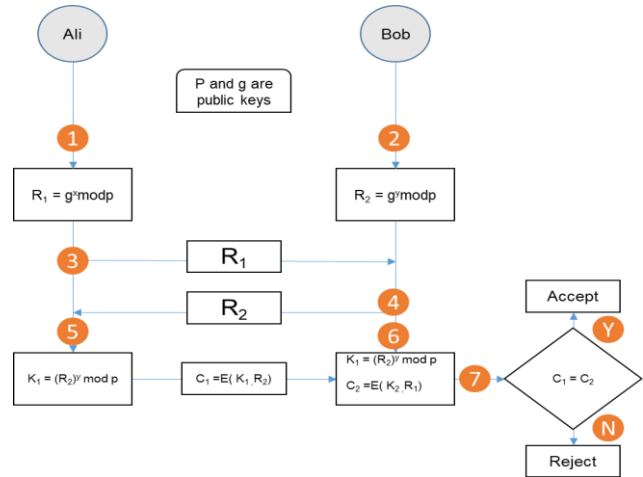 Ali
Bob
P and g are
public keys
1
2
R₁ = gˣmodp
R₂ = gʸmodp
3
R₁
R₂
4
Accept
5
6
Y
K₁ = (R₂)ʸ mod p
C₁ =E( K₁,R₂)
K₁ = (R₂)ʸ mod p
C₂ =E( K₂,R₁)
7
C₁ = C₂
N
Reject